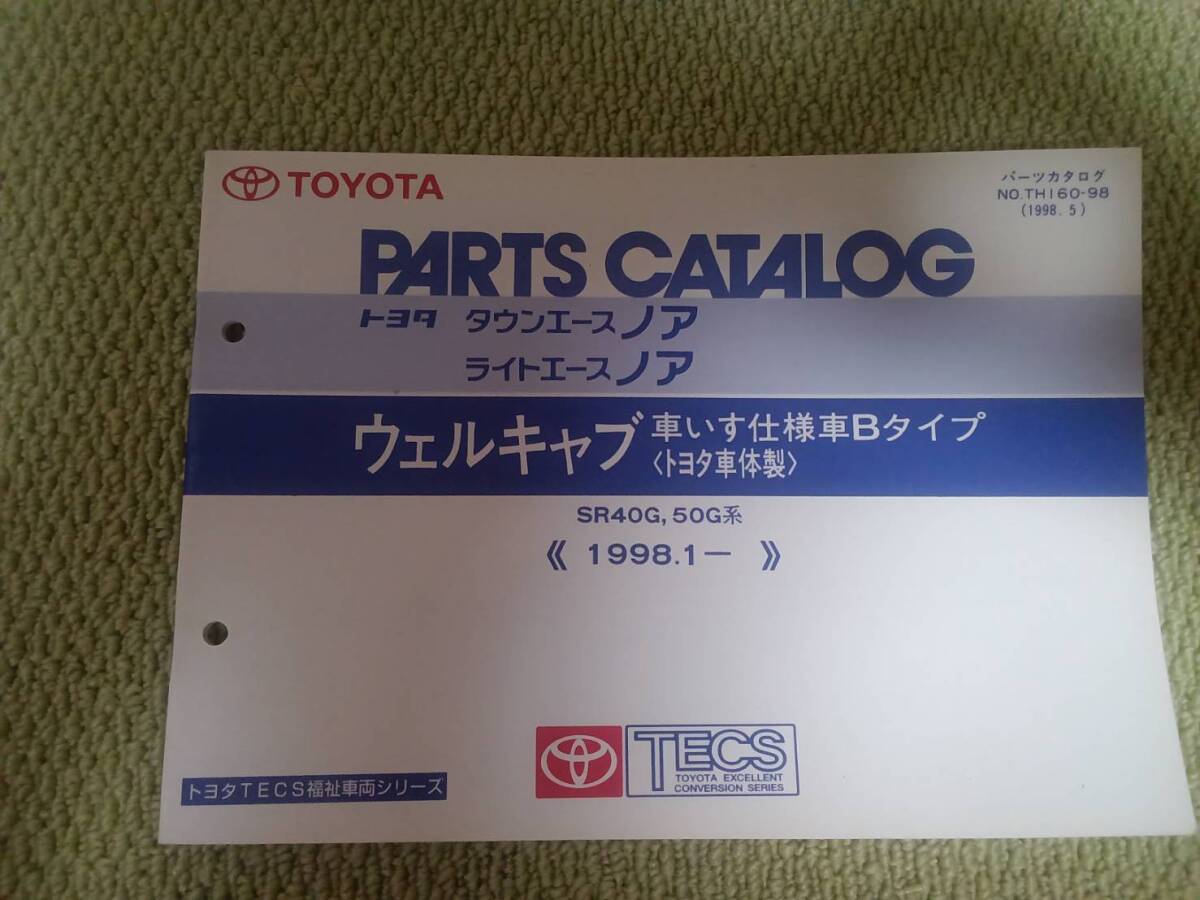 TOYOTA
パーツカタログ
NO.TH160-98
(1998. 5)
PARTS CATALOG
トヨタ タウンエースノア
ライトエースノア
ウェルキャブ 車いす仕様車Bタイプ
〈トヨタ車体製〉
SR40G, 50G系
《 1998.1ー 》
TECS
TOYOTA EXCELLENT
CONVERSION SERIES
トヨタTECS福祉車両シリーズ